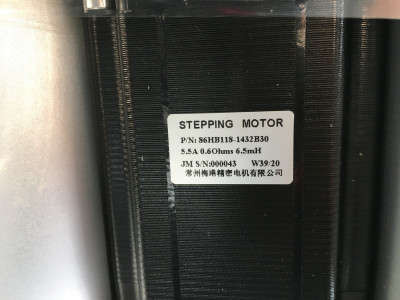 STEPPING MOTOR
P/N: 86HB118-1432B30
5.5A 0.6Ohms 6.5mH
JM S/N:000043 W39/20
常州梅港精密电机有限公司